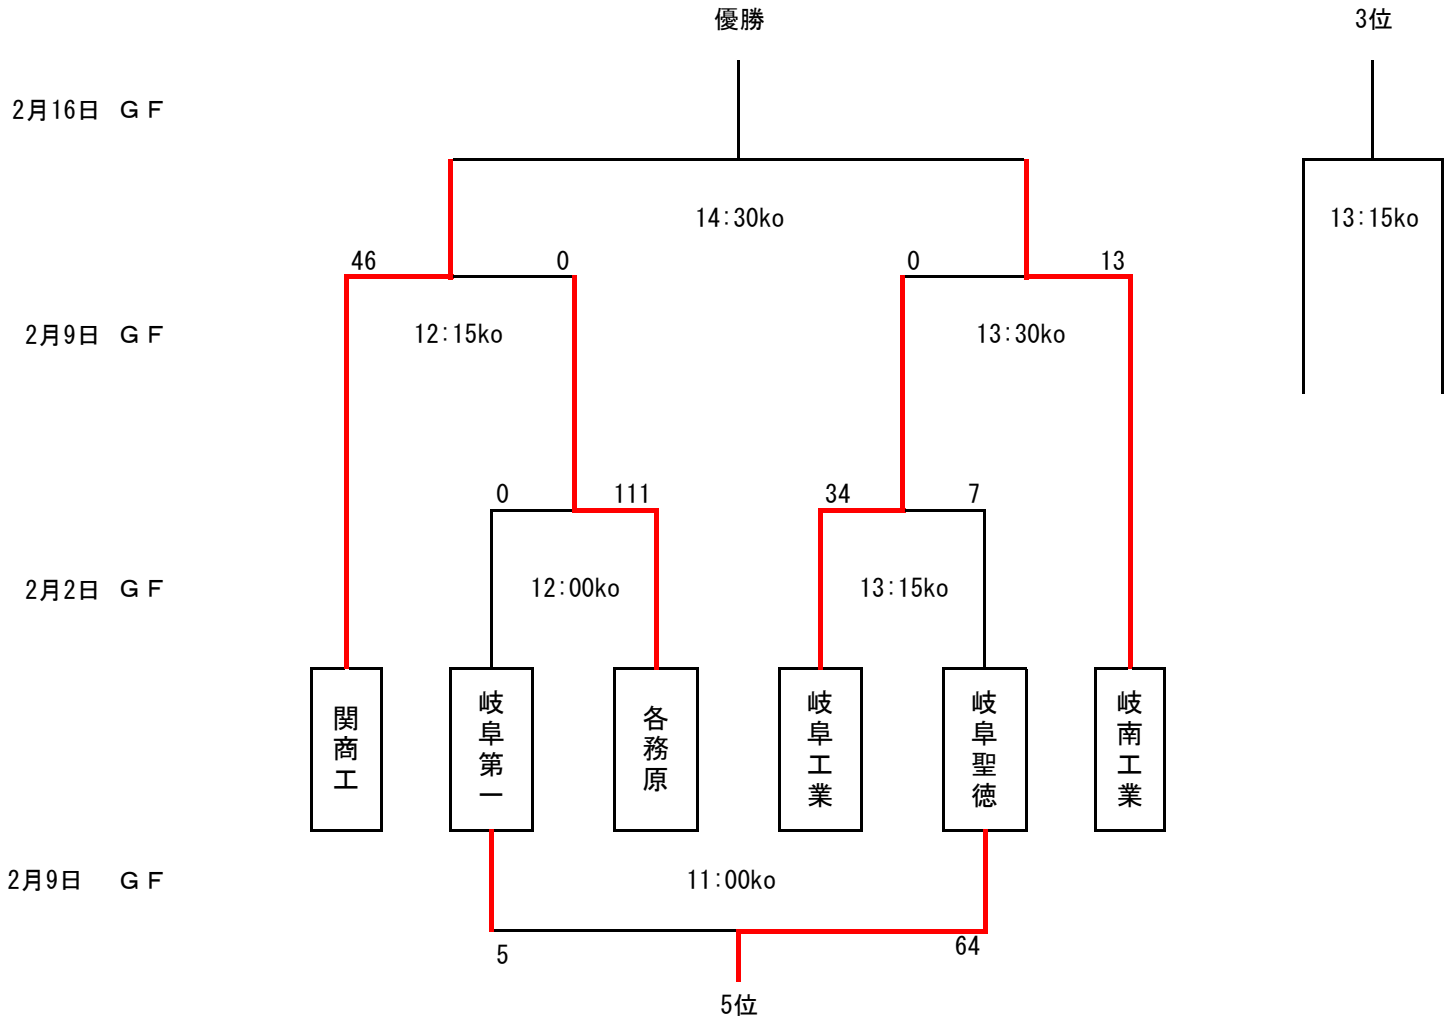 優勝
3位
2月16日 ＧＦ
14:30ko
13:15ko
46
0
0
13
2月9日 ＧＦ
12:15ko
13:30ko
0
111
34
7
2月2日 ＧＦ
12:00ko
13:15ko
関商工
岐阜第一
各務原
岐阜工業
岐阜聖徳
岐南工業
2月9日 ＧＦ
11:00ko
5
64
5位